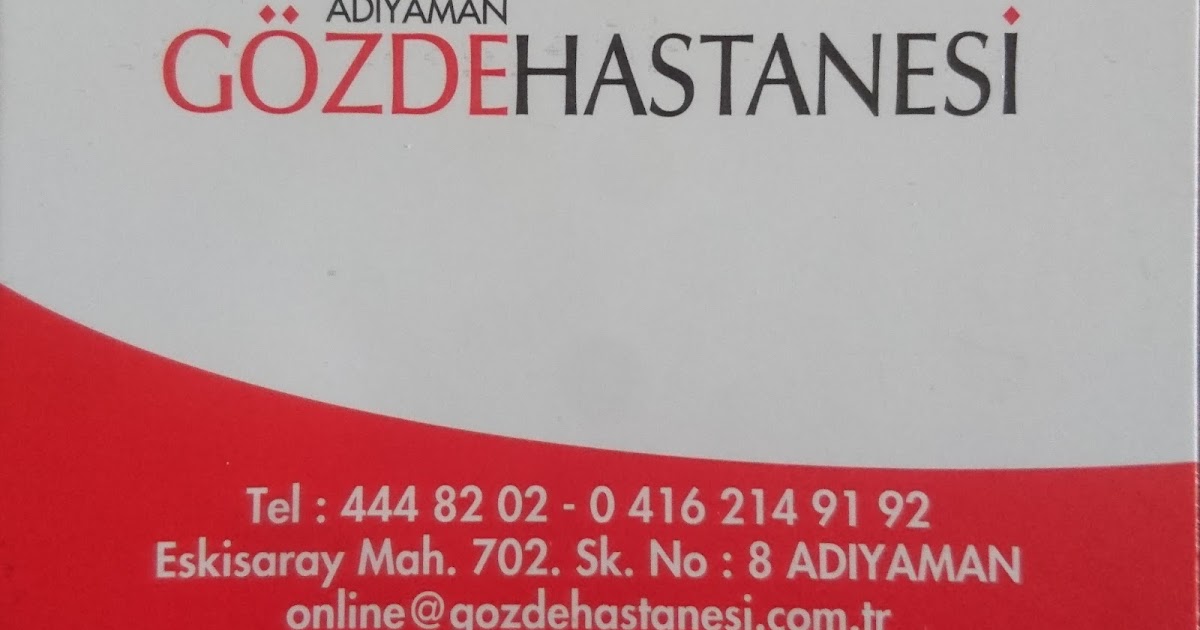 ADIYAMAN
GÖZDEHASTANESİ
Tel : 444 82 02 - 0 416 214 91 92
Eskisaray Mah. 702. Sk. No : 8 ADIYAMAN
online@gozdehastanesi.com.tr